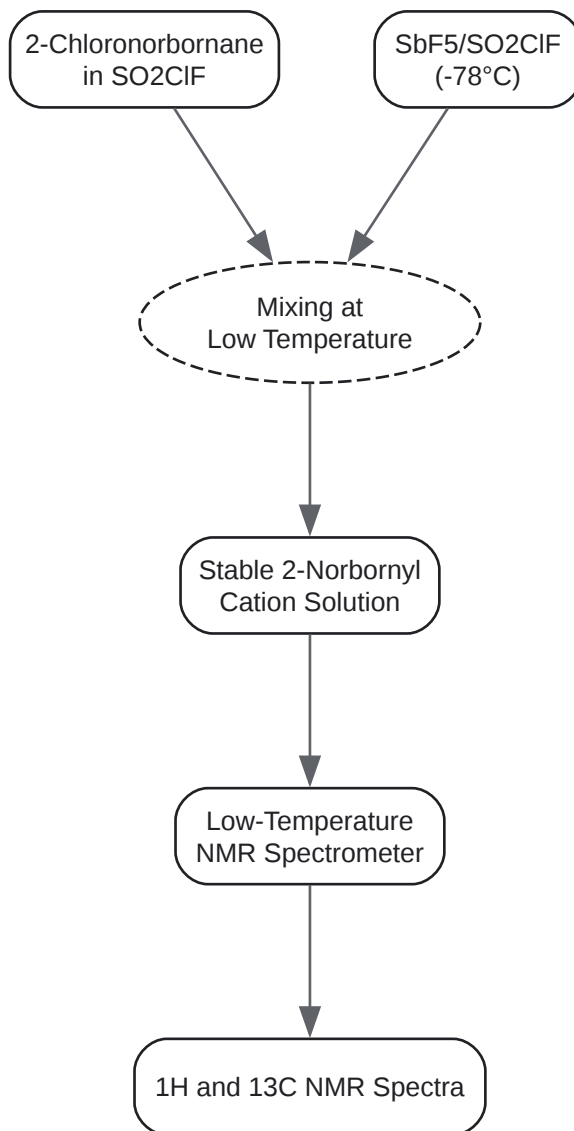 2-Chloronorbornane
in SO2ClF
SbF5/SO2ClF
(-78°C)
Mixing at
Low Temperature
Stable 2-Norbornyl
Cation Solution
Low-Temperature
NMR Spectrometer
1H and 13C NMR Spectra